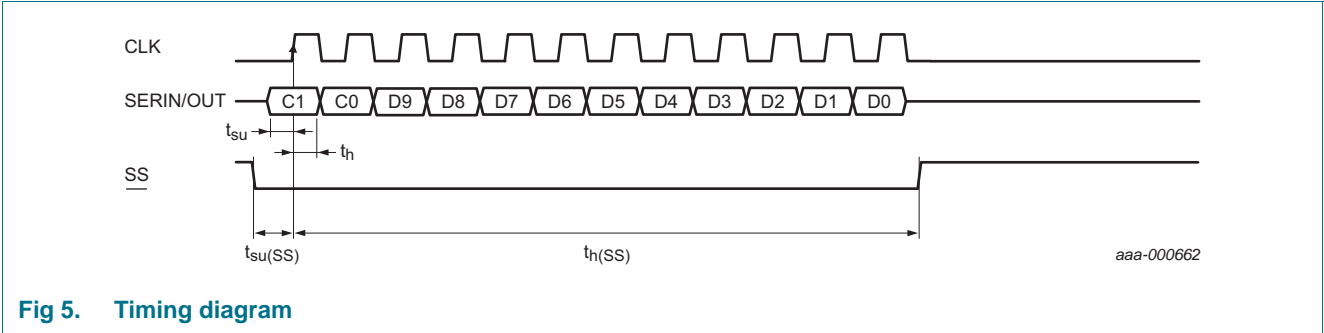 CLK
SERIN/OUT C1 C0 D9 D8 D7 D6 D5 D4 D3 D2 D1 D0
tsu th
SS
tsu(SS) th(SS) aaa-000662
Fig 5. Timing diagram